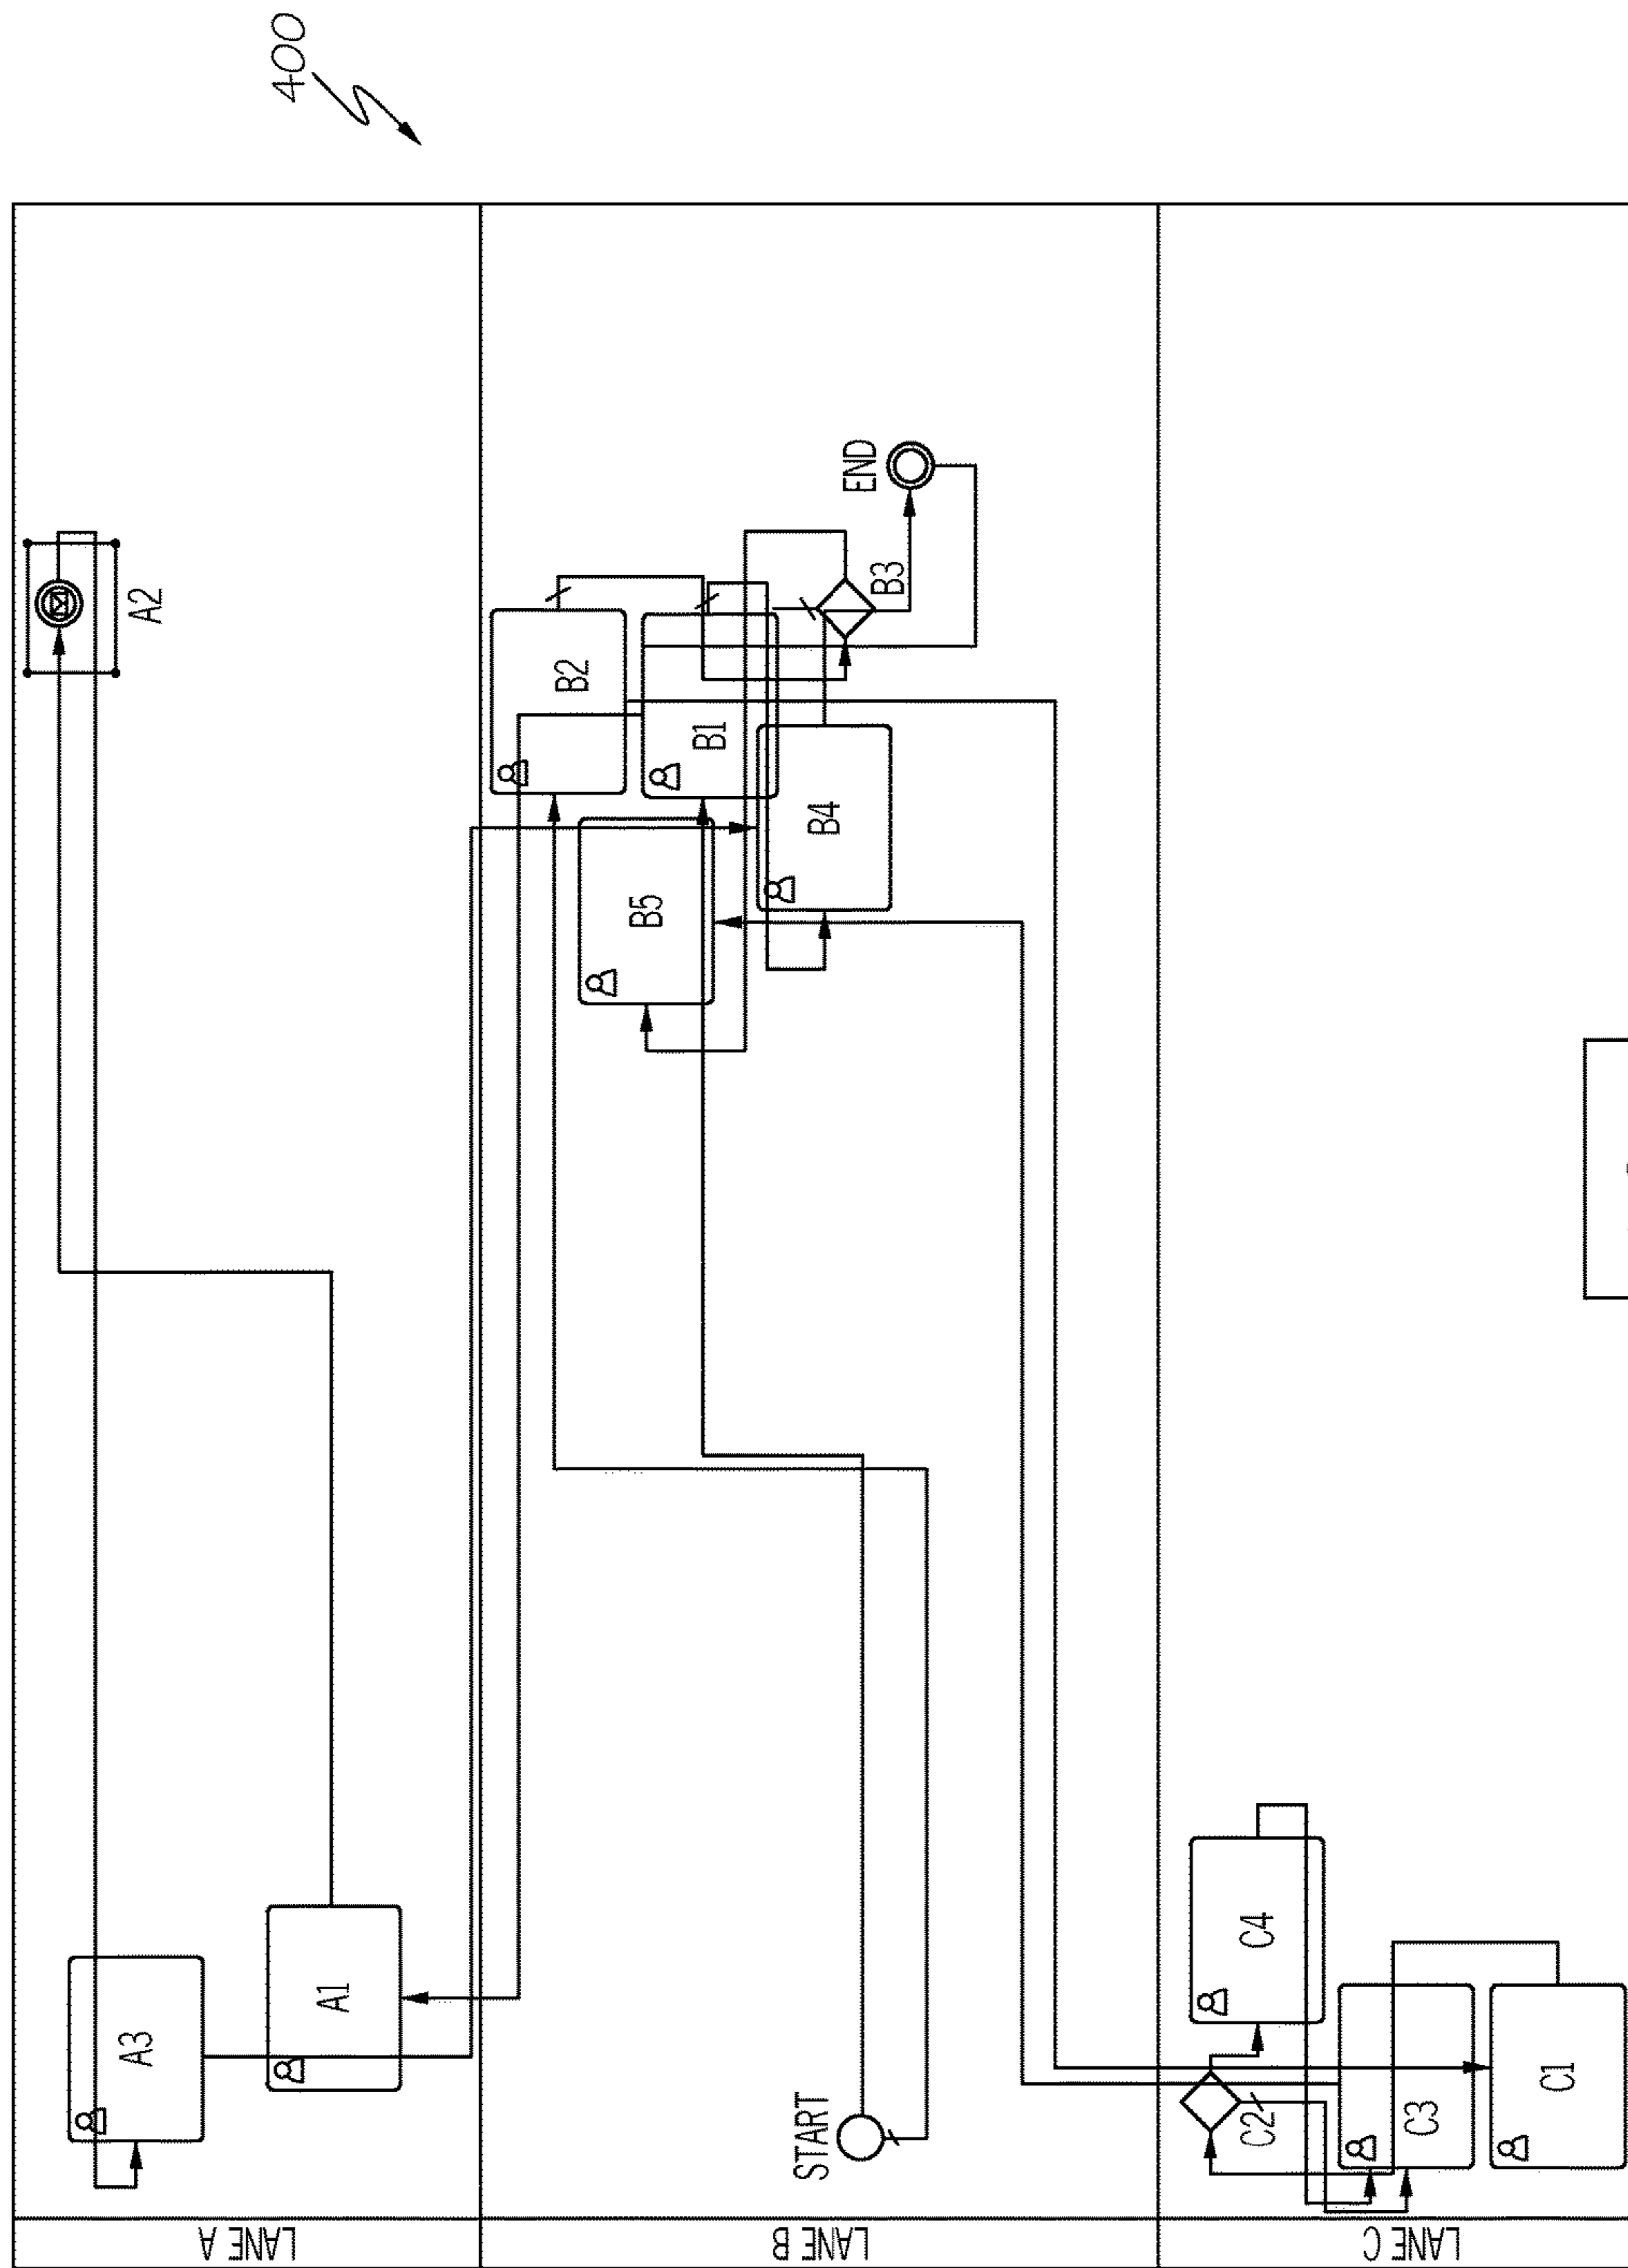 400
LANE A
A3
A1
A2
LANE B
START
B5
B2
B1
B4
B3
END
LANE C
C2
C4
C3
C1